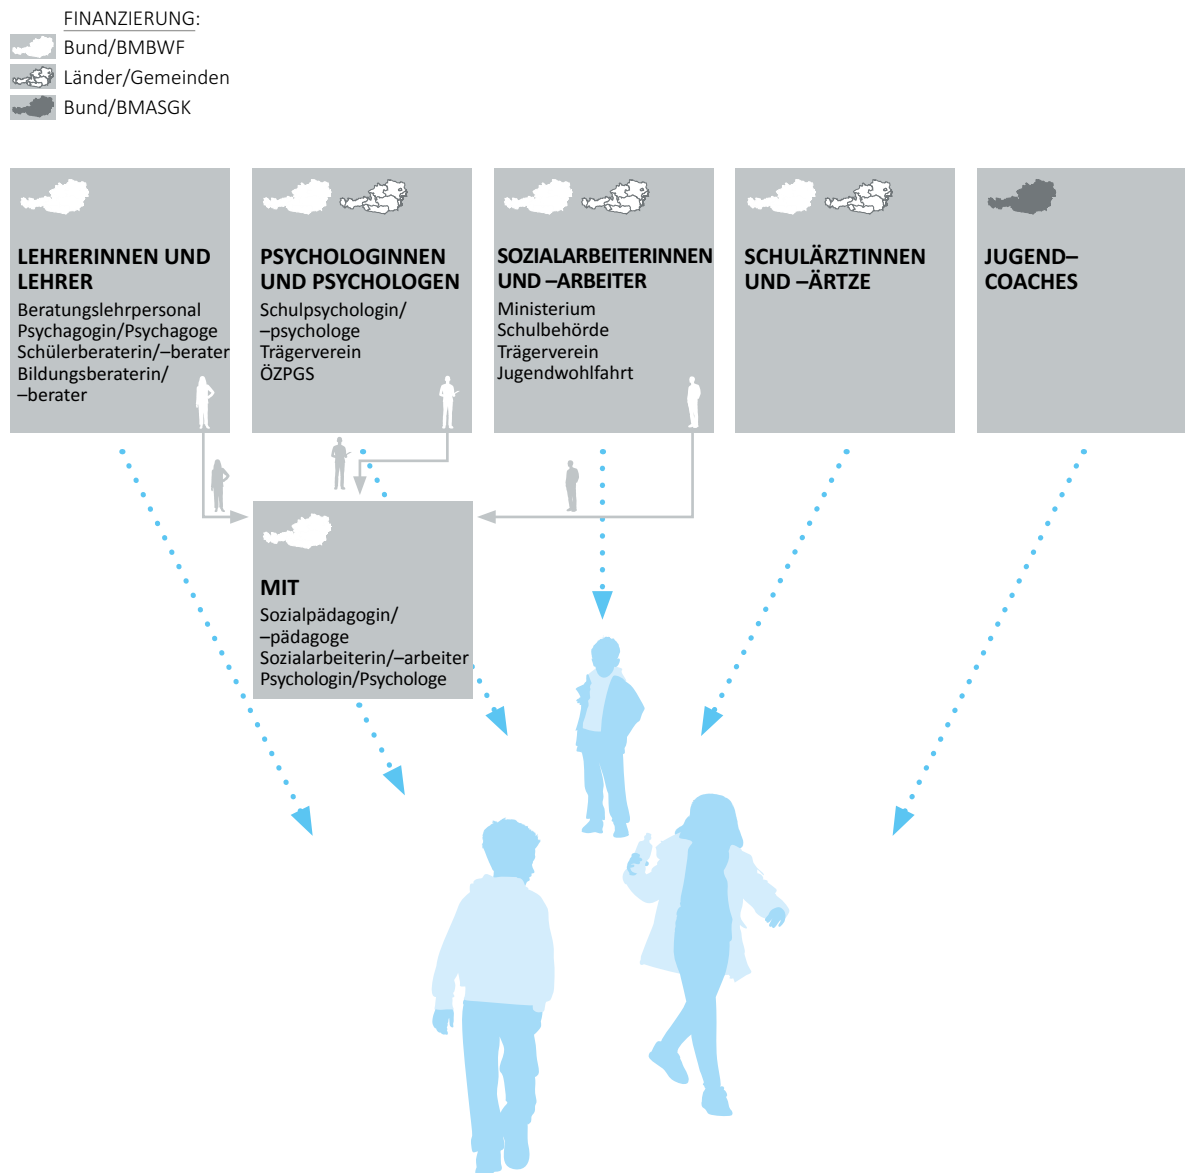 FINANZIERUNG:
Bund/BMBWF
Länder/Gemeinden
Bund/BMASGK
LEHRERINNEN UND
LEHRER
Beratungslehrpersonal
Psychagogin/Psychagoge
Schülerberaterin/–berater
Bildungsberaterin/
–berater
PSYCHOLOGINNEN
UND PSYCHOLOGEN
Schulpsychologin/
–psychologe
Trägerverein
ÖZPGS
SOZIALARBEITERINNEN
UND –ARBEITER
Ministerium
Schulbehörde
Trägerverein
Jugendwohlfahrt
SCHULÄRZTINNEN
UND –ÄRTZE
JUGEND–
COACHES
MIT
Sozialpädagogin/
–pädagoge
Sozialarbeiterin/–arbeiter
Psychologin/Psychologe